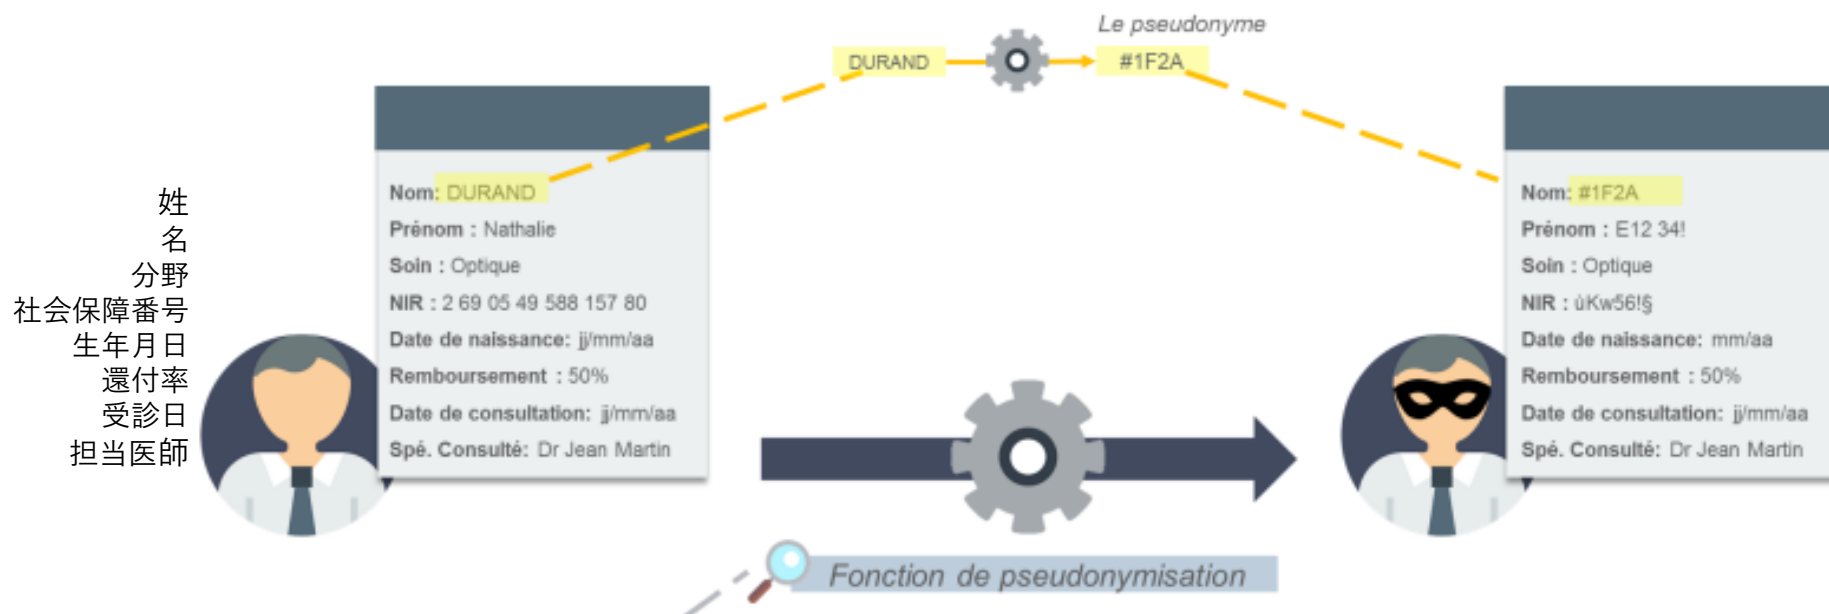 Le pseudonyme
DURAND
#1F2A
姓
名
分野
社会保障番号
生年月日
還付率
受診日
担当医師
Nom: DURAND
Prénom : Nathalie
Soin : Optique
NIR : 2 69 05 49 588 157 80
Date de naissance: jj/mm/aa
Remboursement : 50%
Date de consultation: jj/mm/aa
Spé. Consulté: Dr Jean Martin
Nom: #1F2A
Prénom : E12 34!
Soin : Optique
NIR : ùKw56!§
Date de naissance: mm/aa
Remboursement : 50%
Date de consultation: jj/mm/aa
Spé. Consulté: Dr Jean Martin
Fonction de pseudonymisation